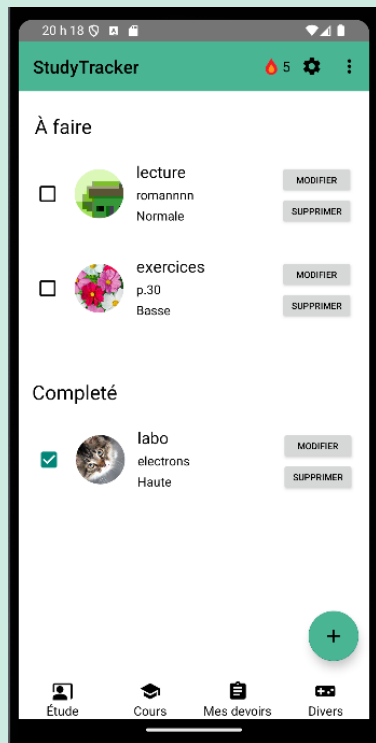 20 h 18
StudyTracker 5
À faire
lecture
romannnn
Normale
MODIFIER
SUPPRIMER
exercices
p.30
Basse
MODIFIER
SUPPRIMER
Completé
labo
electrons
Haute
MODIFIER
SUPPRIMER
+
Étude Cours Mes devoirs Divers